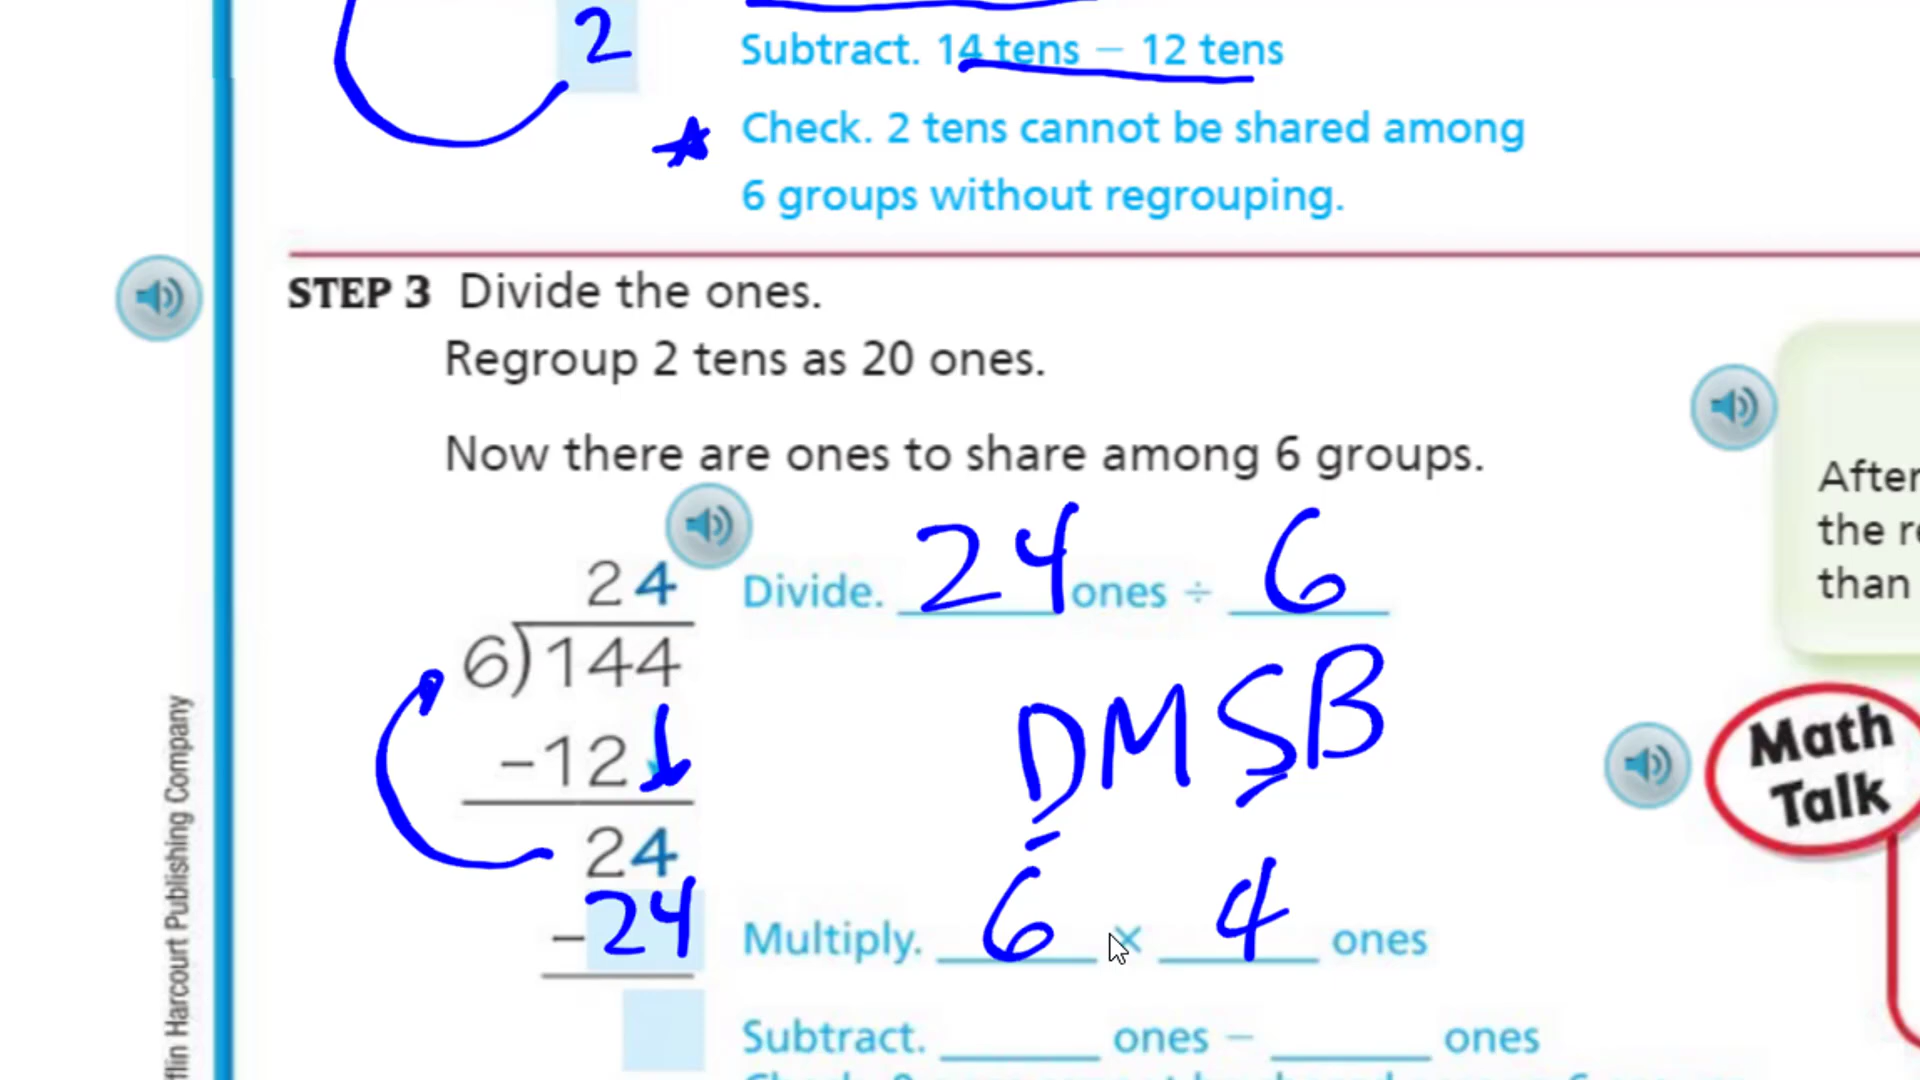 2
Subtract. 14 tens − 12 tens
Check. 2 tens cannot be shared among
6 groups without regrouping.
STEP 3 Divide the ones.
Regroup 2 tens as 20 ones.
Now there are ones to share among 6 groups.
24
Divide. 24 ones ÷ 6
6)144
−12
24
DMSB
−24
Multiply. 6 × 4 ones
Subtract. ____ ones − ____ ones
After
the
than
Math
Talk
Harcourt Publishing Company